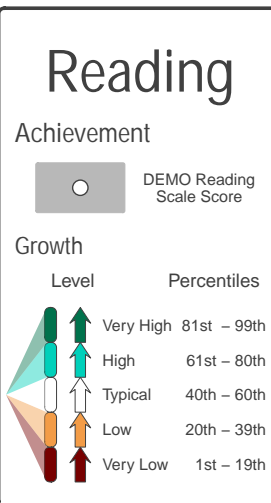 Reading
Achievement
DEMO Reading
Scale Score
Growth
Level Percentiles
Very High 81st – 99th
High 61st – 80th
Typical 40th – 60th
Low 20th – 39th
Very Low 1st – 19th